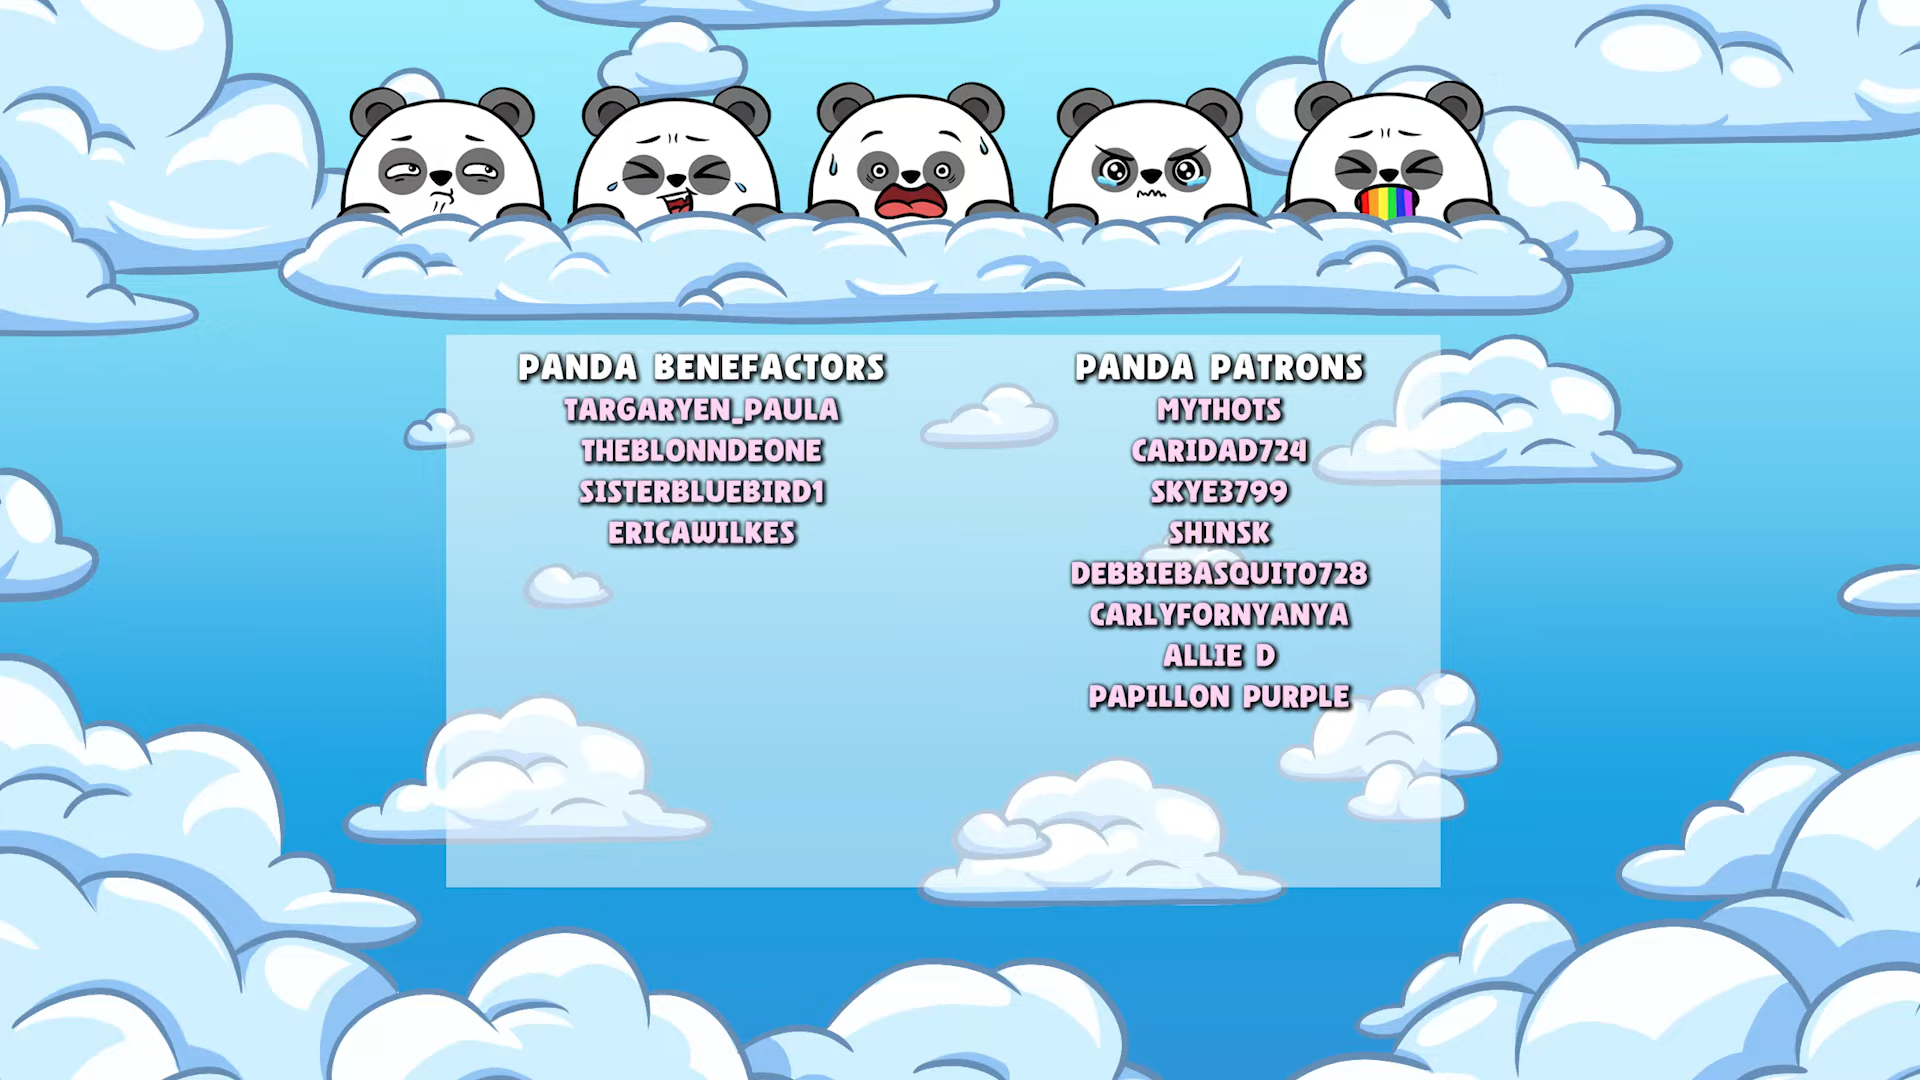 PANDA BENEFACTORS
TARGARYEN_PAULA
THEBLONNDEONE
SISTERBLUEBIRD1
ERICAWILKES
PANDA PATRONS
MYTHOTS
CARIDAD724
SKYE3799
SHINSK
DEBBIEBASQUITO728
CARLYFORNYANYA
ALLIE D
PAPILLON PURPLE